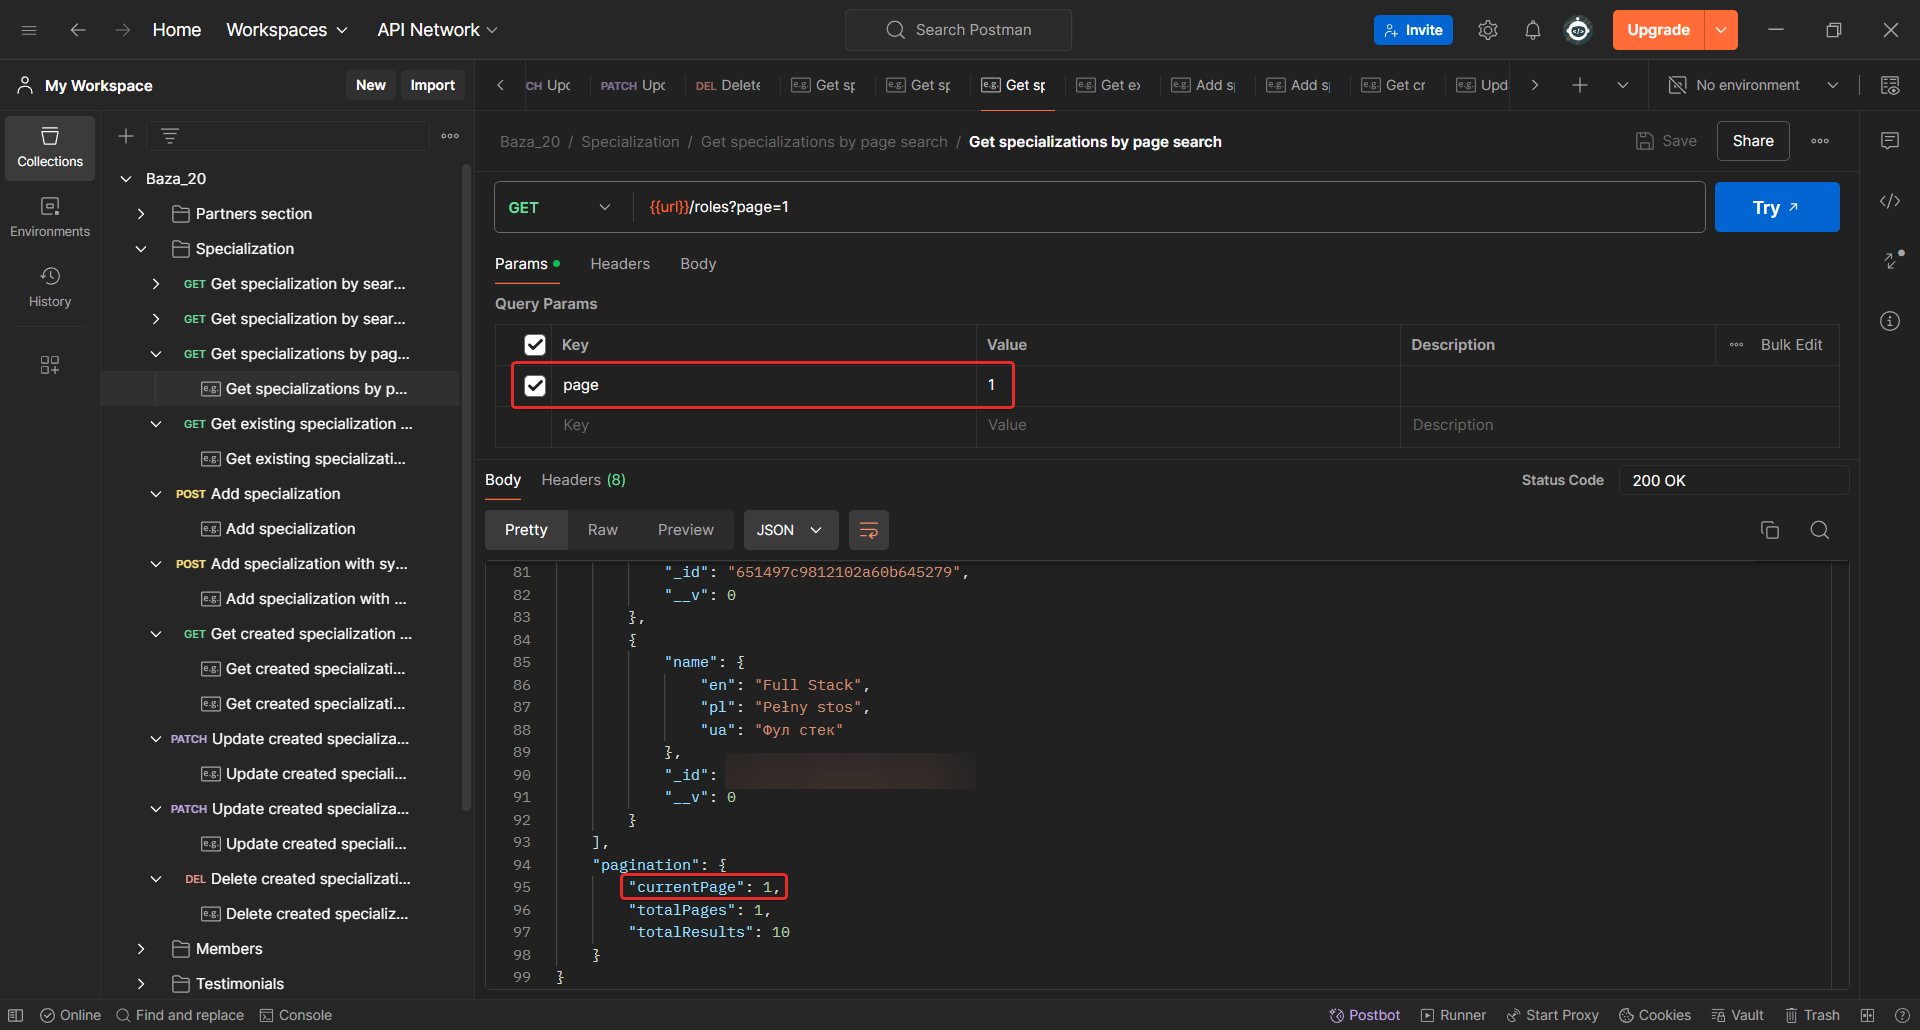 Home
Workspaces
API Network
Search Postman
Invite
Upgrade
My Workspace
New
Import
CH Upc
PATCH Upc
DEL Delete
e.g. Get sp
e.g. Get sp
e.g. Get sp
e.g. Get ex
e.g. Add s
e.g. Add s
e.g. Get cr
e.g. Upd
No environment
Collections
Environments
History
Baza_20
Partners section
Specialization
GET Get specialization by sear...
GET Get specialization by sear...
GET Get specializations by pag...
e.g. Get specializations by p...
GET Get existing specialization ...
e.g. Get existing specializati...
POST Add specialization
e.g. Add specialization
POST Add specialization with sy...
e.g. Add specialization with ...
GET Get created specialization ...
e.g. Get created specializati...
e.g. Get created specializati...
PATCH Update created specializa...
e.g. Update created speciali...
PATCH Update created specializa...
e.g. Update created speciali...
DEL Delete created specializati...
e.g. Delete created specializ...
Members
Testimonials
Baza_20 / Specialization / Get specializations by page search / Get specializations by page search
Save
Share
GET
{{url}}/roles?page=1
Try
Params
Headers
Body
Query Params
Key Value Description Bulk Edit
page 1
Key Value Description
Body
Headers (8)
Status Code
200 OK
Pretty
Raw
Preview
JSON
81 "_id": "651497c9812102a60b645279",
82 "__v": 0
83 },
84 {
85 "name": {
86 "en": "Full Stack",
87 "pl": "Pełny stos",
88 "ua": "Фул стек"
89 },
90 "_id":
91 "__v": 0
92 }
93 ],
94 "pagination": {
95 "currentPage": 1,
96 "totalPages": 1,
97 "totalResults": 10
98 }
99 }
Online
Find and replace
Console
Postbot
Runner
Start Proxy
Cookies
Vault
Trash